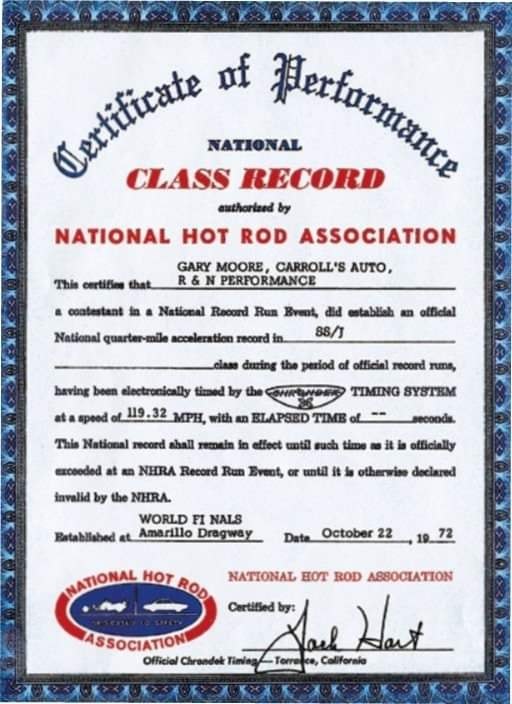 Certificate of Performance
NATIONAL
CLASS RECORD
authorized by
NATIONAL HOT ROD ASSOCIATION
GARY MOORE, CARROLL'S AUTO,
This certifies that R & N PERFORMANCE
a contestant in a National Record Run Event, did establish an official
National quarter-mile acceleration record in SS/J
class during the period of official record runs,
having been electronically timed by the CHRONDEK TIMING SYSTEM
at a speed of 119.32 MPH, with an ELAPSED TIME of -- seconds.
This National record shall remain in effect until such time as it is officially
exceeded at an NHRA Record Run Event, or until it is otherwise declared
invalid by the NHRA.
WORLD FI NALS
Established at Amarillo Dragway Date October 22, 19 72
NATIONAL HOT ROD
DEDICATED TO SAFETY
ASSOCIATION
NATIONAL HOT ROD ASSOCIATION
Certified by:
Jack Hart
Official Chrondek Timing—Torrance, California